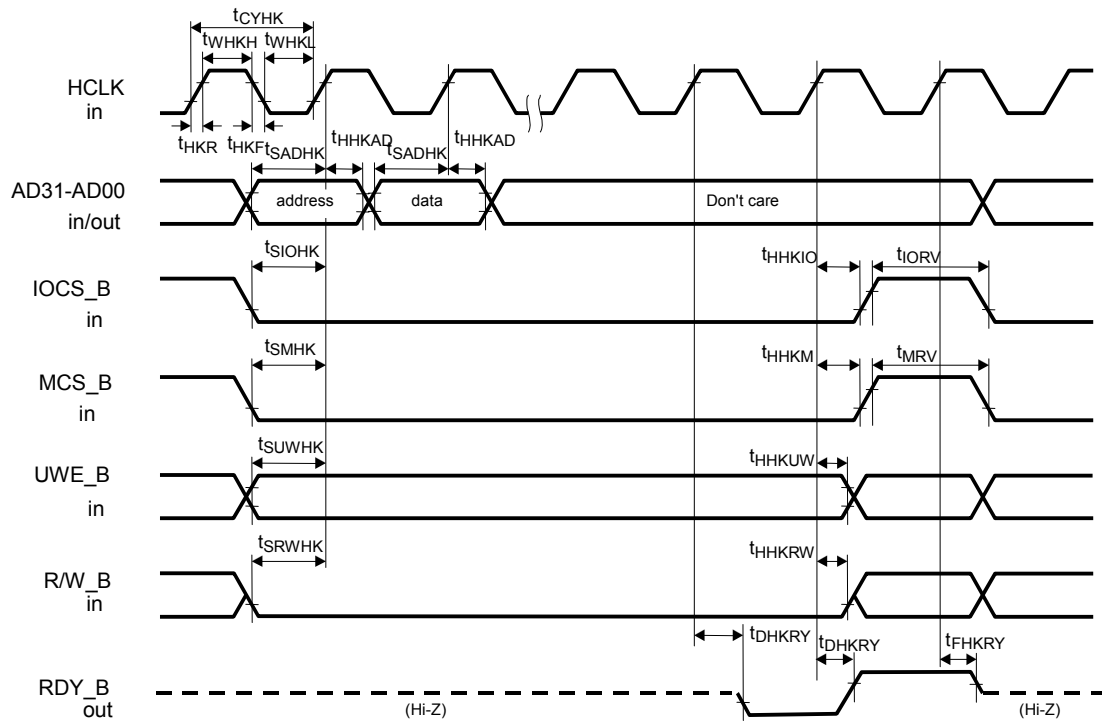 tCYHK
tWHKH tWHKL
HCLK
in
tHKR tHKF tSADHK tHHKAD tSADHK tHHKAD
AD31-AD00
in/out
address data Don't care
tSIOHK tHHKIO tIORV
IOCS_B
in
tSMHK tHHKM tMRV
MCS_B
in
tSUWHK tHHKUW
UWE_B
in
tSRWHK tHHKRW
R/W_B
in
tDHKRY tDHKRY tFHKRY
RDY_B
out
(Hi-Z) (Hi-Z)